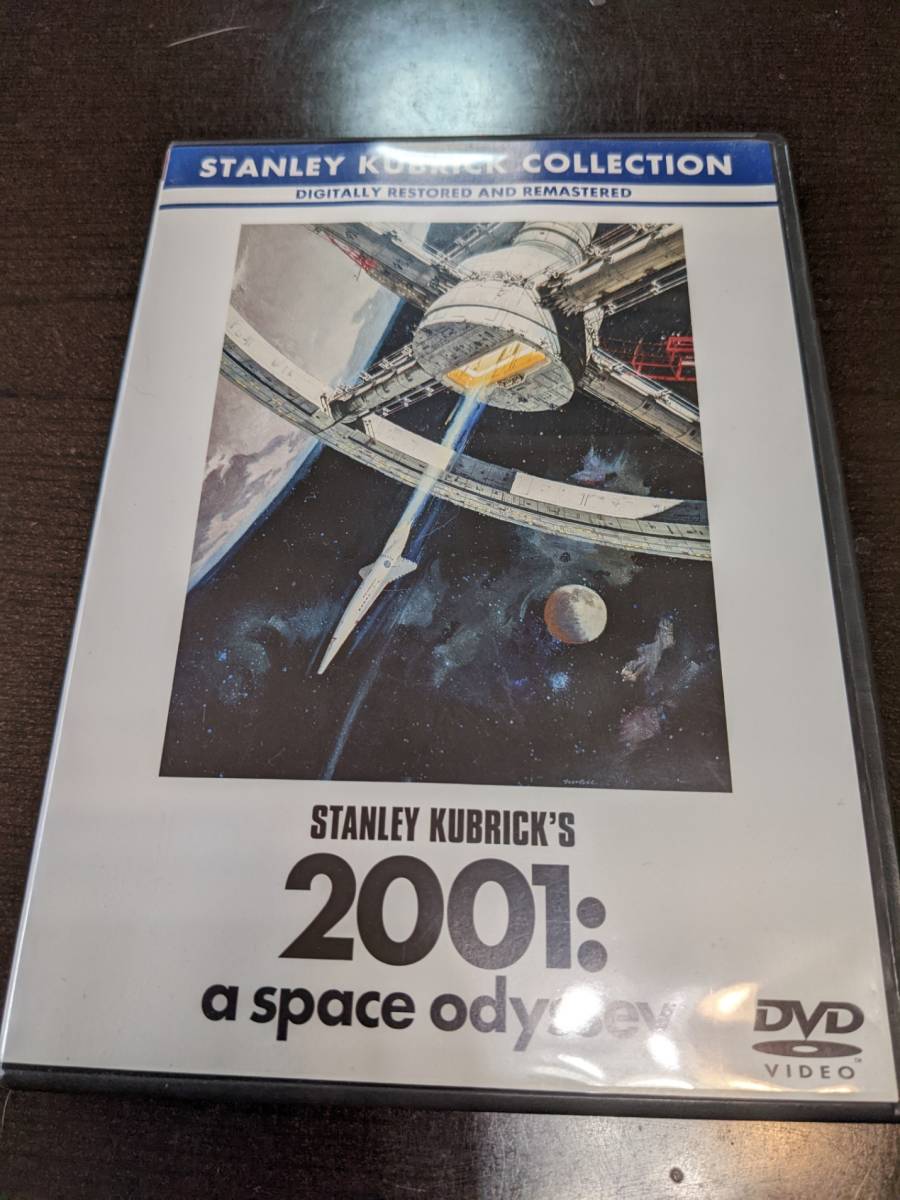 STANLEY KUBRICK COLLECTION
DIGITALLY RESTORED AND REMASTERED
STANLEY KUBRICK'S
2001:
a space odyssey
DVD
VIDEO